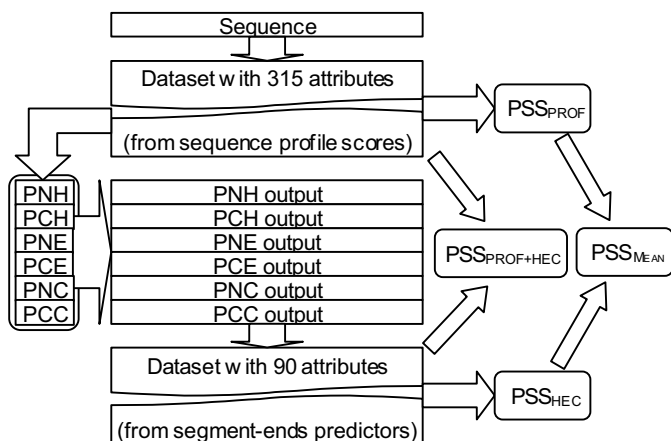 Sequence
Dataset with 315 attributes
(from sequence profile scores)
PSSPROF
PNH
PCH
PNE
PCE
PNC
PCC
PNH output
PCH output
PNE output
PCE output
PNC output
PCC output
PSSPROF+HEC
PSSMEAN
Dataset with 90 attributes
(from segment-ends predictors)
PSSHEC